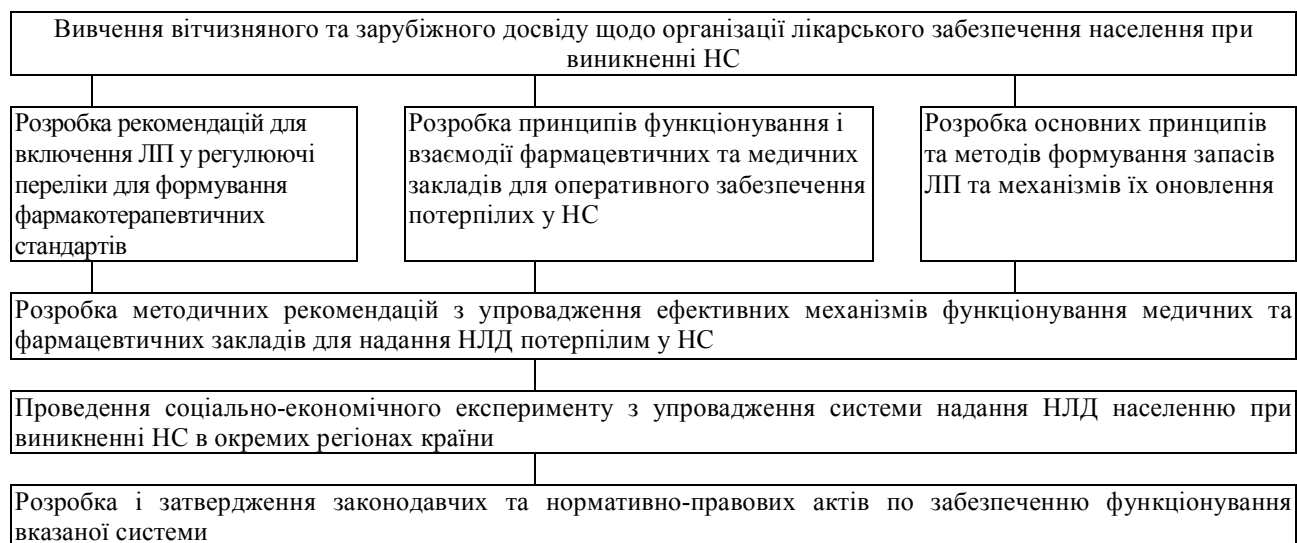 Вивчення вітчизняного та зарубіжного досвіду щодо організації лікарського забезпечення населення при
виникненні НС
Розробка рекомендацій для
включення ЛП у регулюючі
переліки для формування
фармакотерапевтичних
стандартів
Розробка принципів функціонування і
взаємодії фармацевтичних та медичних
закладів для оперативного забезпечення
потерпілих у НС
Розробка основних принципів
та методів формування запасів
ЛП та механізмів їх оновлення
Розробка методичних рекомендацій з упровадження ефективних механізмів функціонування медичних та
фармацевтичних закладів для надання НЛД потерпілим у НС
Проведення соціально-економічного експерименту з упровадження системи надання НЛД населенню при
виникненні НС в окремих регіонах країни
Розробка і затвердження законодавчих та нормативно-правових актів по забезпеченню функціонування
вказаної системи